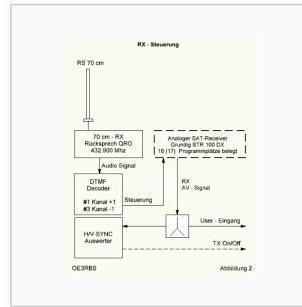 RX - Steuerung
RS 70 cm
70 cm - RX
Rücksprech QRG
432.900 Mhz
Analoger SAT-Receiver
Grundig STR 100 DX
16 (17) Programmplätze belegt
Audio Signal
DTMF
Decoder
#1 Kanal +1
#3 Kanal -1
Steuerung
RX
AV - Signal
H/V-SYNC
Auswerter
User - Eingang
TX On/Off
OE3RBS
Abbildung 2